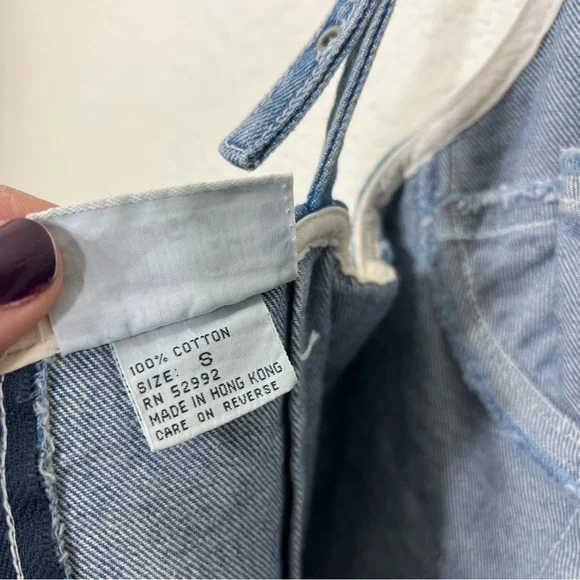 100% COTTON
SIZE: S
RN 52992
MADE IN HONG KONG
CARE ON REVERSE